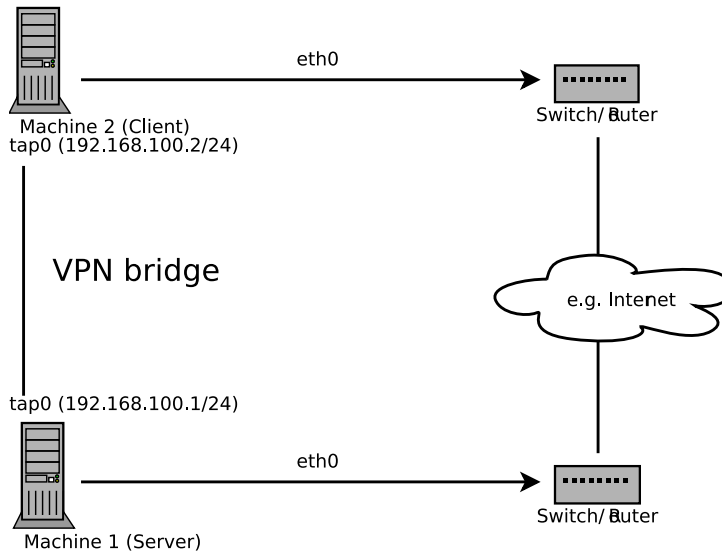 eth0
Machine 2 (Client)
tap0 (192.168.100.2/24)
Switch/Router
VPN bridge
e.g. Internet
tap0 (192.168.100.1/24)
eth0
Machine 1 (Server)
Switch/Router